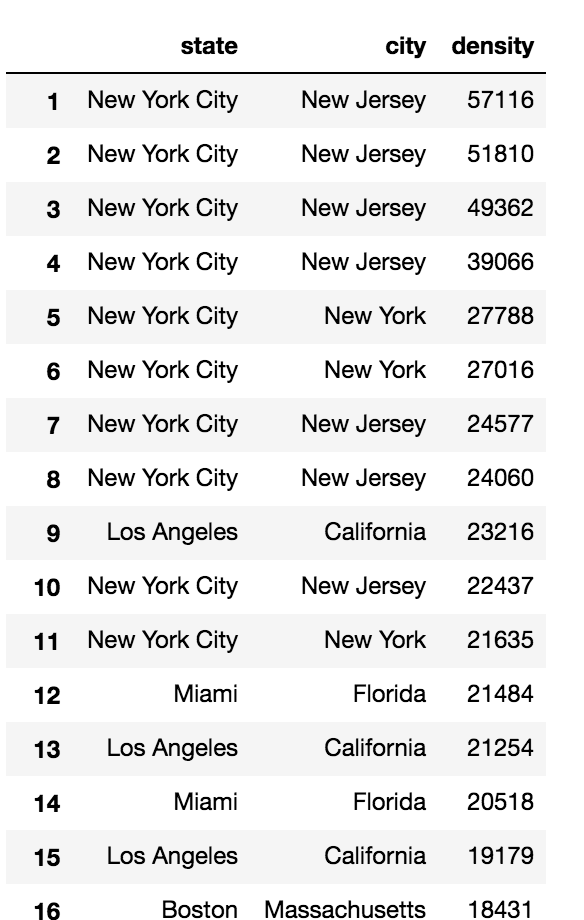 state city density
1 New York City New Jersey 57116
2 New York City New Jersey 51810
3 New York City New Jersey 49362
4 New York City New Jersey 39066
5 New York City New York 27788
6 New York City New York 27016
7 New York City New Jersey 24577
8 New York City New Jersey 24060
9 Los Angeles California 23216
10 New York City New Jersey 22437
11 New York City New York 21635
12 Miami Florida 21484
13 Los Angeles California 21254
14 Miami Florida 20518
15 Los Angeles California 19179
16 Boston Massachusetts 18431